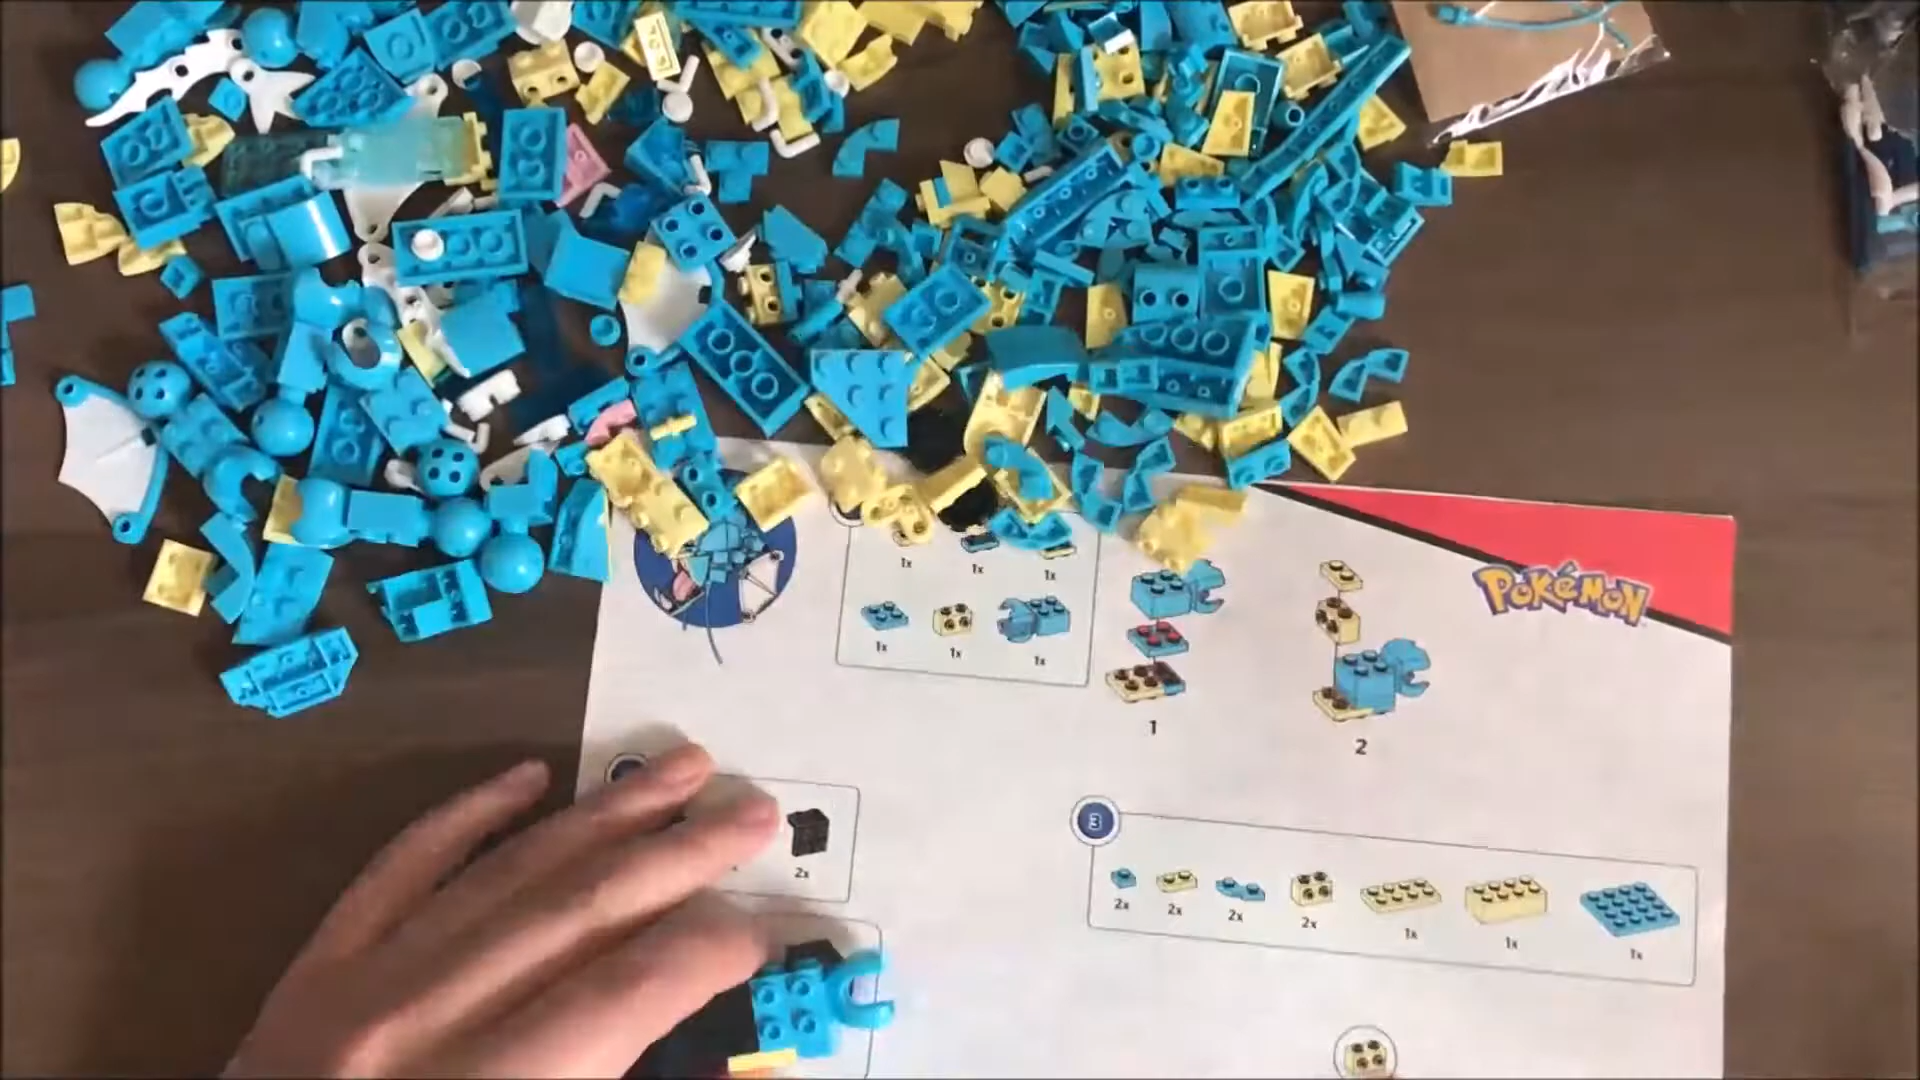 POKéMON
1x 1x 1x
1x 1x 1x
1
2
2x
3
2x 2x 2x 2x 1x 1x 1x